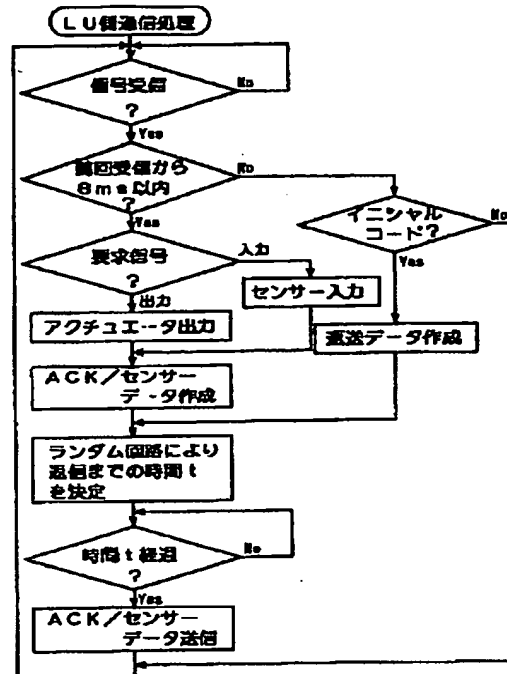 LU側通信処理
信号受信
?
No
Yes
前回受信から
8ms以内
?
No
Yes
イニシャル
コード?
No
Yes
要求信号
?
入力
出力
センサー入力
アクチュエータ出力
返送データ作成
ACK/センサー
データ作成
ランダム回路により
返信までの時間t
を決定
時間t経過
?
No
Yes
ACK/センサー
データ送信